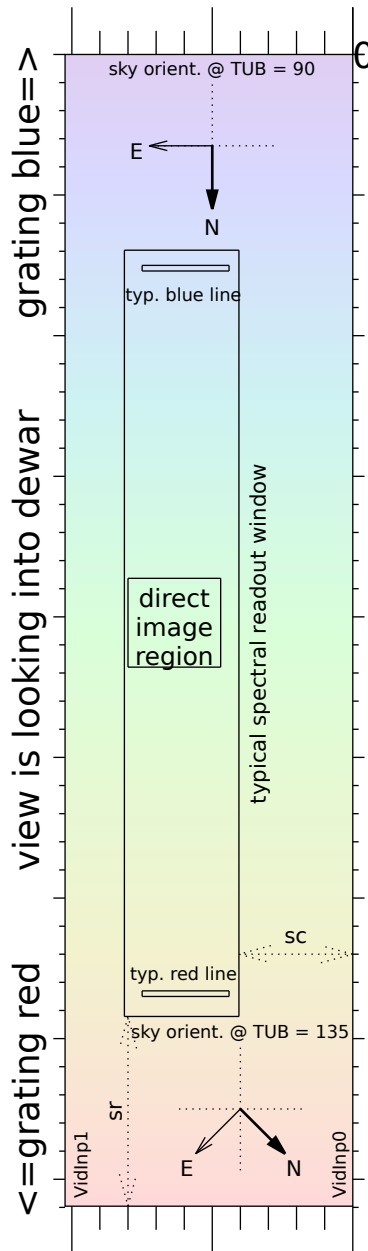 0
sky orient. @ TUB = 90
E
N
grating blue=>
typ. blue line
view is looking into dewar
direct
image
region
typical spectral readout window
sc
typ. red line
<=grating red
sky orient. @ TUB = 135
sr
E
N
VidInp1
VidInp0